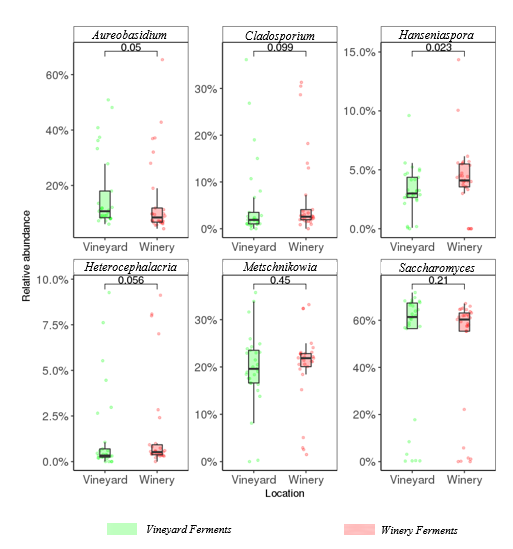 Aureobasidium Cladosporium Hanseniaspora
0.05 0.099 0.023
60% 40% 20%
30% 20% 10% 0%
15.0% 10.0% 5.0% 0.0%
Vineyard Winery Vineyard Winery Vineyard Winery
Relative abundance
Heterocephalacria Metschnikowia Saccharomyces
0.056 0.45 0.21
10.0% 7.5% 5.0% 2.5% 0.0%
30% 20% 10% 0%
60% 40% 20% 0%
Vineyard Winery Vineyard Winery Vineyard Winery
Location
Vineyard Ferments Winery Ferments